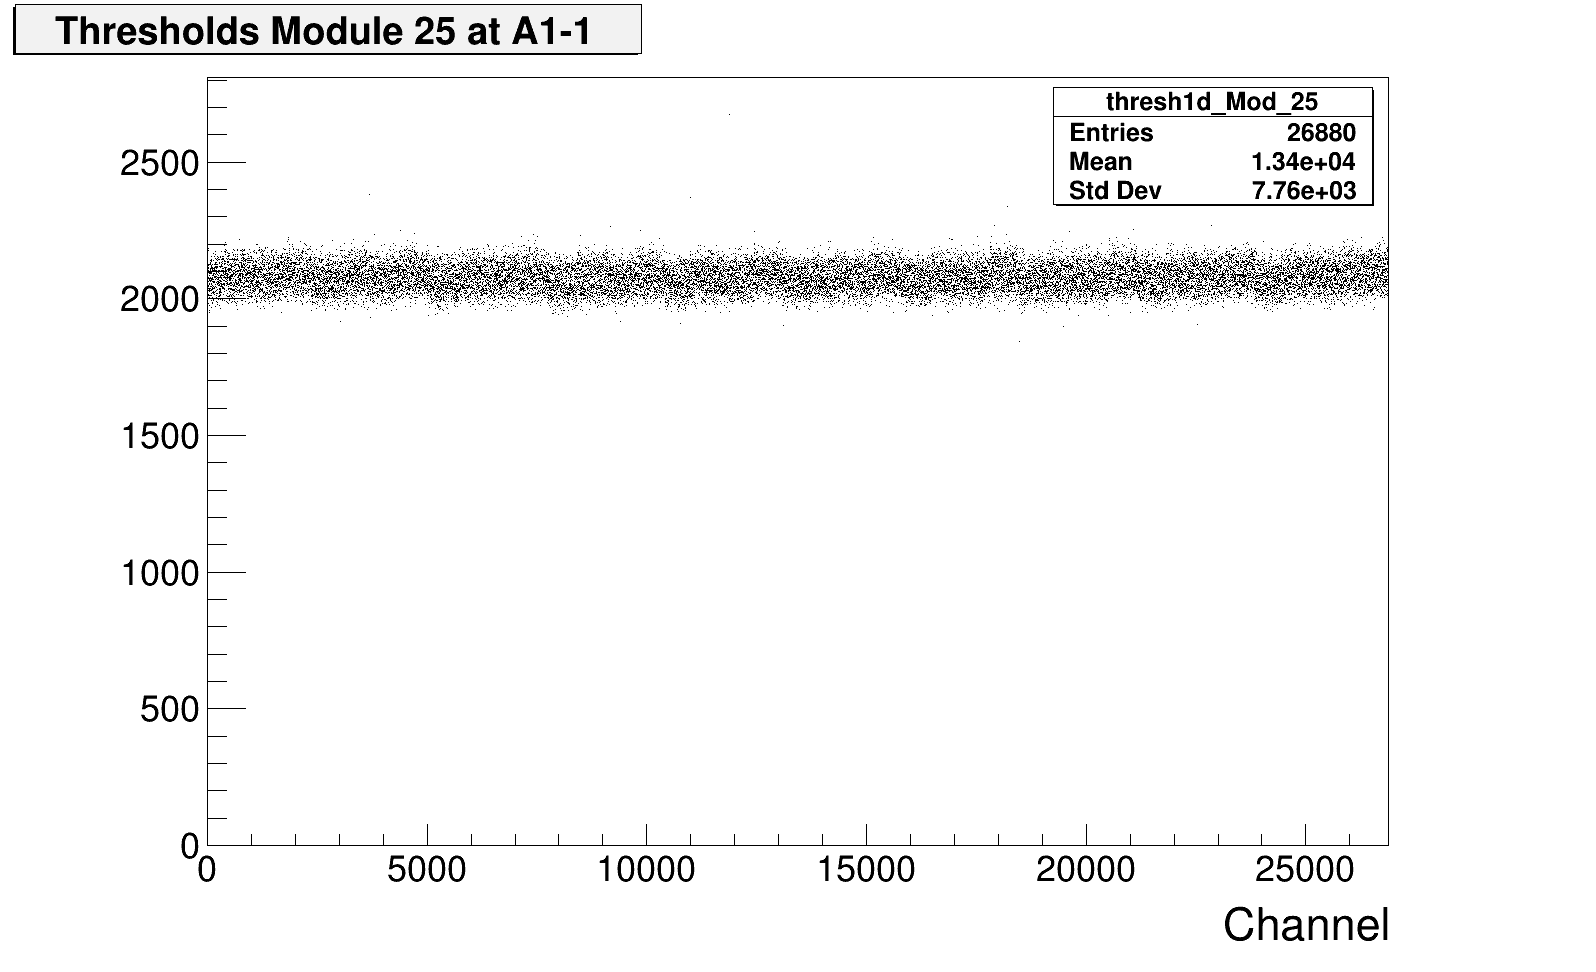 Thresholds Module 25 at A1-1
thresh1d_Mod_25
Entries 26880
Mean 1.34e+04
Std Dev 7.76e+03
2500
2000
1500
1000
500
0
0 5000 10000 15000 20000 25000
Channel